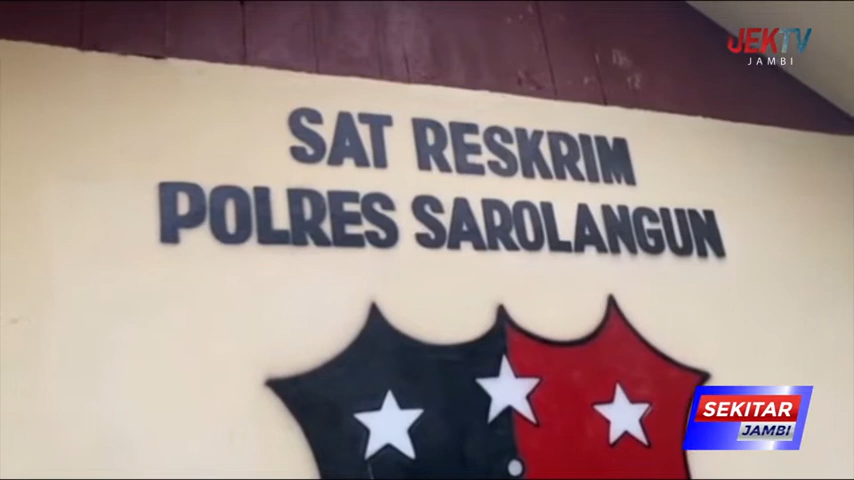 JEKTV
JAMBI
SAT RESKRIM
POLRES SAROLANGUN
SEKITAR
JAMBI